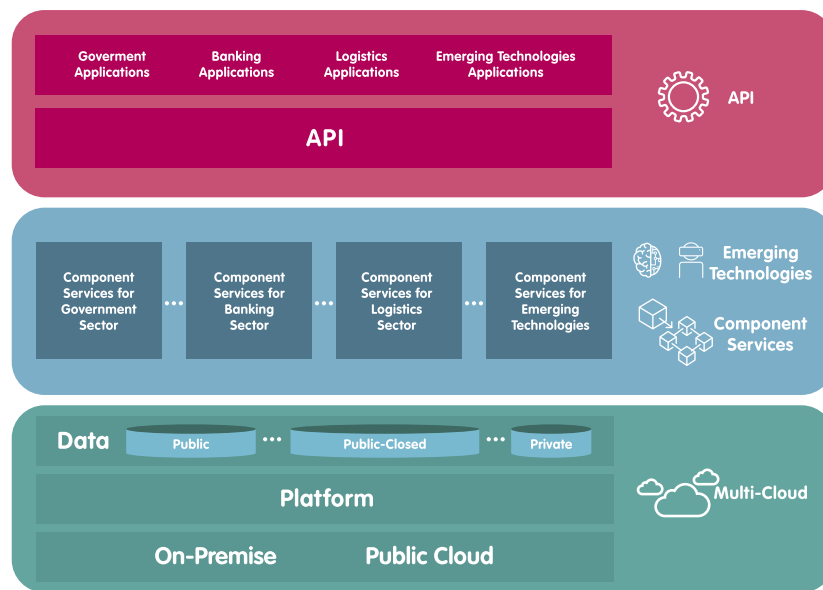 Goverment
Applications
Banking
Applications
Logistics
Applications
Emerging Technologies
Applications
API
API
Component
Services for
Government
Sector
Component
Services for
Banking
Sector
Component
Services for
Logistics
Sector
Component
Services for
Emerging
Technologies
Emerging
Technologies
Component
Services
Data
Public
Public-Closed
Private
Platform
Multi-Cloud
On-Premise
Public Cloud